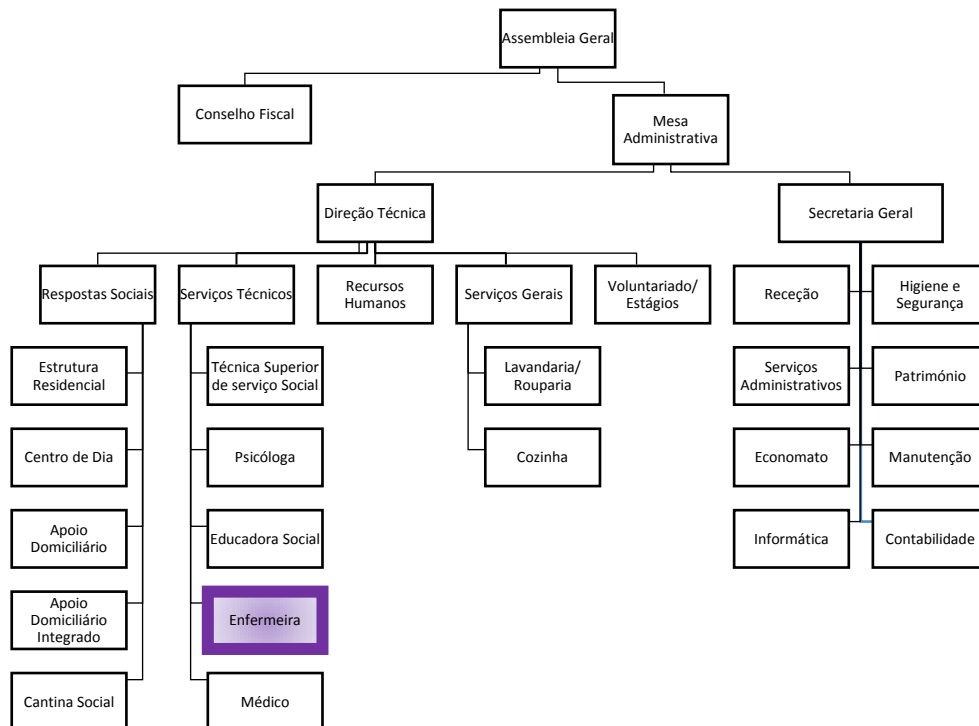 Assembleia Geral
Conselho Fiscal
Mesa
Administrativa
Direção Técnica
Secretaria Geral
Respostas Sociais
Serviços Técnicos
Recursos
Humanos
Serviços Gerais
Voluntariado/
Estágios
Receção
Higiene e
Segurança
Estrutura
Residencial
Técnica Superior
de serviço Social
Lavandaria/
Rouparia
Serviços
Administrativos
Património
Centro de Dia
Psicóloga
Cozinha
Economato
Manutenção
Apoio
Domiciliário
Educadora Social
Informática
Contabilidade
Apoio
Domiciliário
Integrado
Enfermeira
Cantina Social
Médico